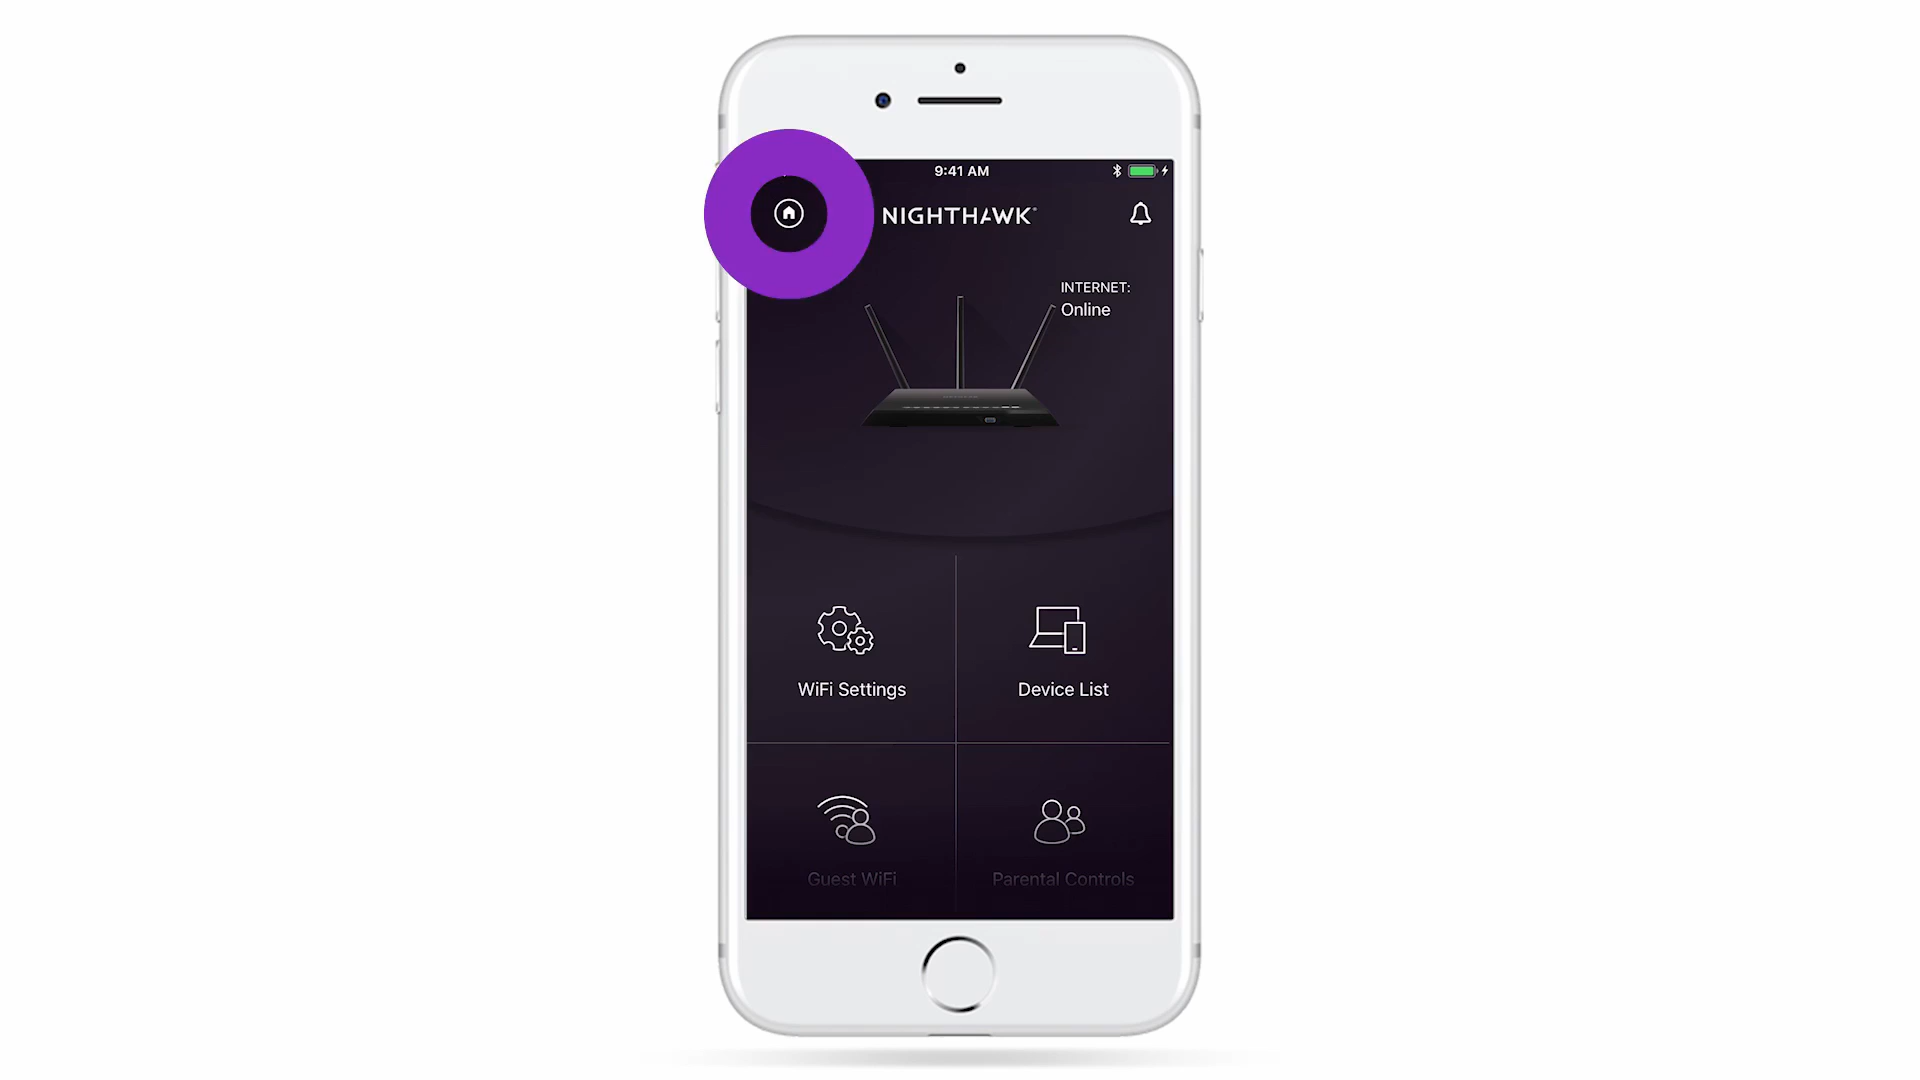 9:41 AM
NIGHTHAWK
INTERNET:
Online
WiFi Settings
Device List
Guest WiFi
Parental Controls